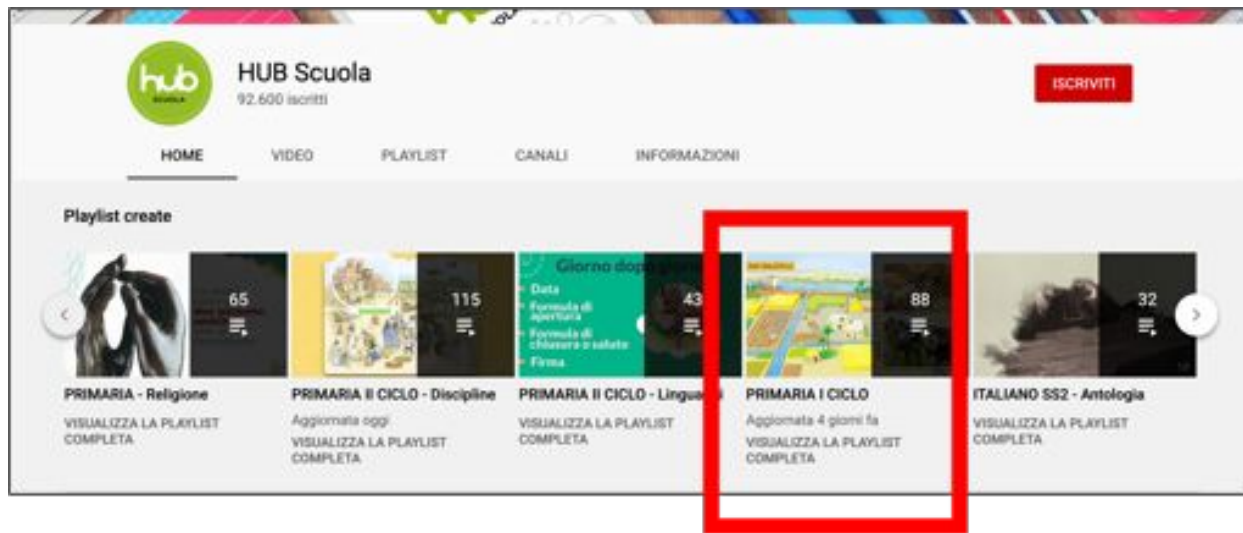 hub
SCUOLA
HUB Scuola
92.600 iscritti
ISCRIVITI
HOME
VIDEO
PLAYLIST
CANALI
INFORMAZIONI
Playlist create
65
115
Giorno dopo
Data
Formula di
apertura
Formula di
chiusura o saluto
Firma
43
88
32
PRIMARIA - Religione
VISUALIZZA LA PLAYLIST
COMPLETA
PRIMARIA II CICLO - Discipline
Aggiornata oggi
VISUALIZZA LA PLAYLIST
COMPLETA
PRIMARIA II CICLO - Linguaggi
VISUALIZZA LA PLAYLIST
COMPLETA
PRIMARIA I CICLO
Aggiornata 4 giorni fa
VISUALIZZA LA PLAYLIST
COMPLETA
ITALIANO SS2 - Antologia
VISUALIZZA LA PLAYLIST
COMPLETA